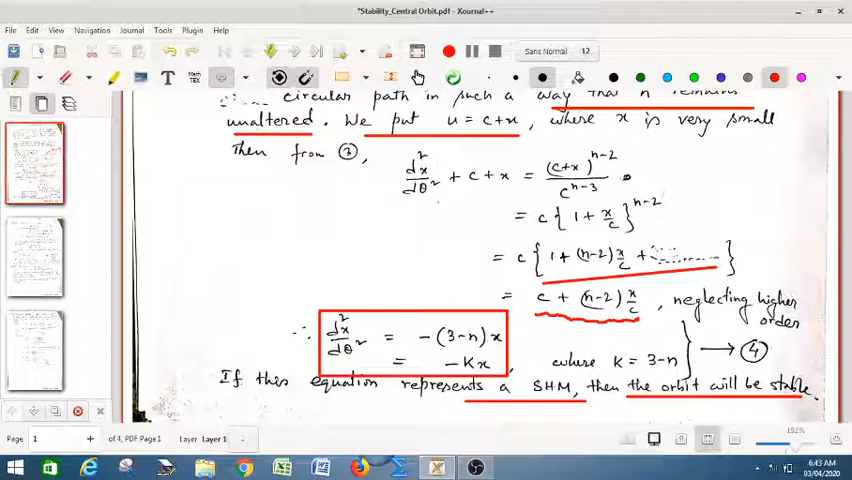 *Stability_Central Orbit.pdf - Xournal++
File Edit View Navigation Journal Tools Plugin Help
Sans Normal 12
circular path in such a way that h remains
unaltered. We put u = c+x, where x is very small
Then from ③,
d²x/dθ² + c + x = (c+x)^{n-2} / c^{n-3}
= c{1 + x/c}^{n-2}
= c{1 + (n-2)x/c + ........}
= c + (n-2)x/c, neglecting higher order
∴ d²x/dθ² = -(3-n)x
= -Kx, where K = 3-n } → ④
If this equation represents a SHM, then the orbit will be stable.
Page 1 of 4, PDF Page 1 Layer Layer 1 192%
6:43 AM
03/04/2020